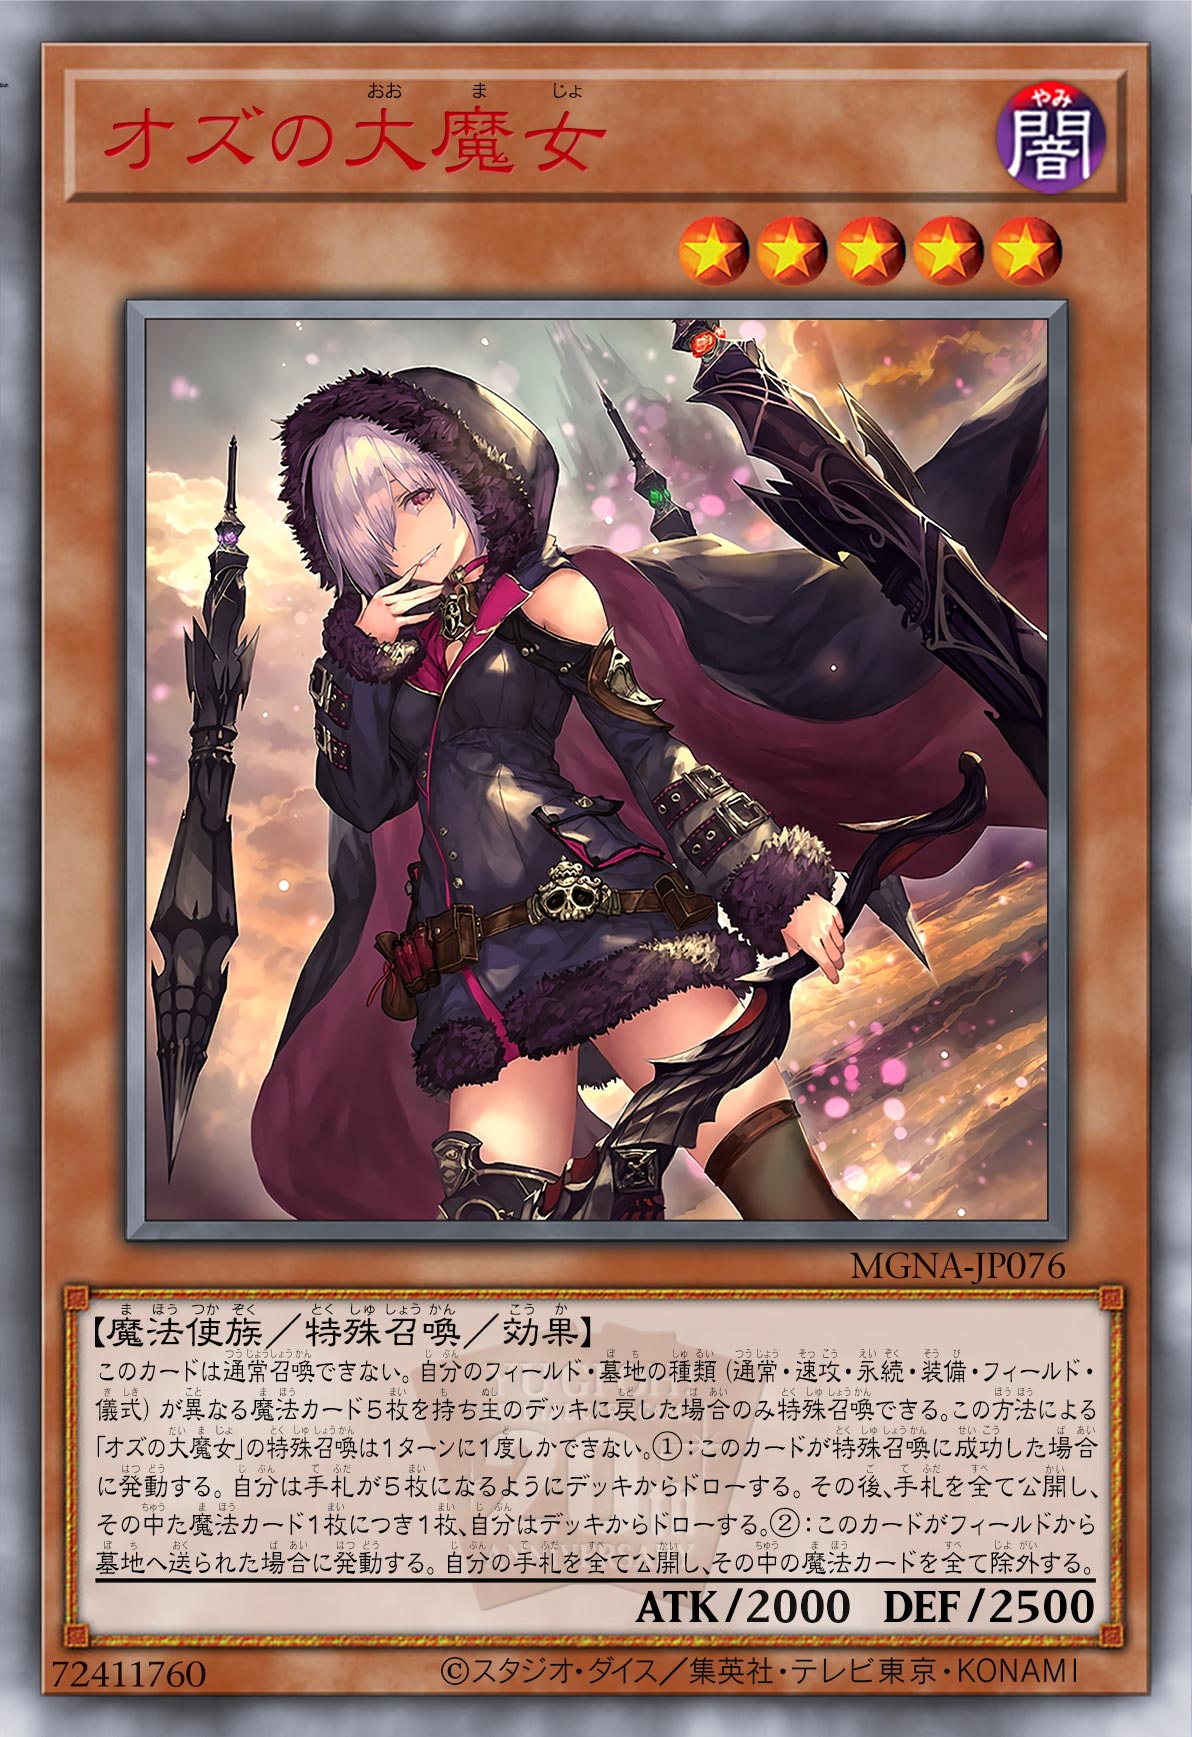 オズの大魔女
おお ま じょ
やみ
闇
MGNA-JP076
【魔法使族／特殊召喚／効果】
このカードは通常召喚できない。自分のフィールド・墓地の種類（通常・速攻・永続・装備・フィールド・
儀式）が異なる魔法カード５枚を持ち主のデッキに戻した場合のみ特殊召喚できる。この方法による
「オズの大魔女」の特殊召喚は１ターンに１度しかできない。①：このカードが特殊召喚に成功した場合
に発動する。自分は手札が５枚になるようにデッキからドローする。その後、手札を全て公開し、
その中た魔法カード１枚につき１枚、自分はデッキからドローする。②：このカードがフィールドから
墓地へ送られた場合に発動する。自分の手札を全て公開し、その中の魔法カードを全て除外する。
ATK/2000 DEF/2500
72411760
©スタジオ・ダイス／集英社・テレビ東京・KONAMI